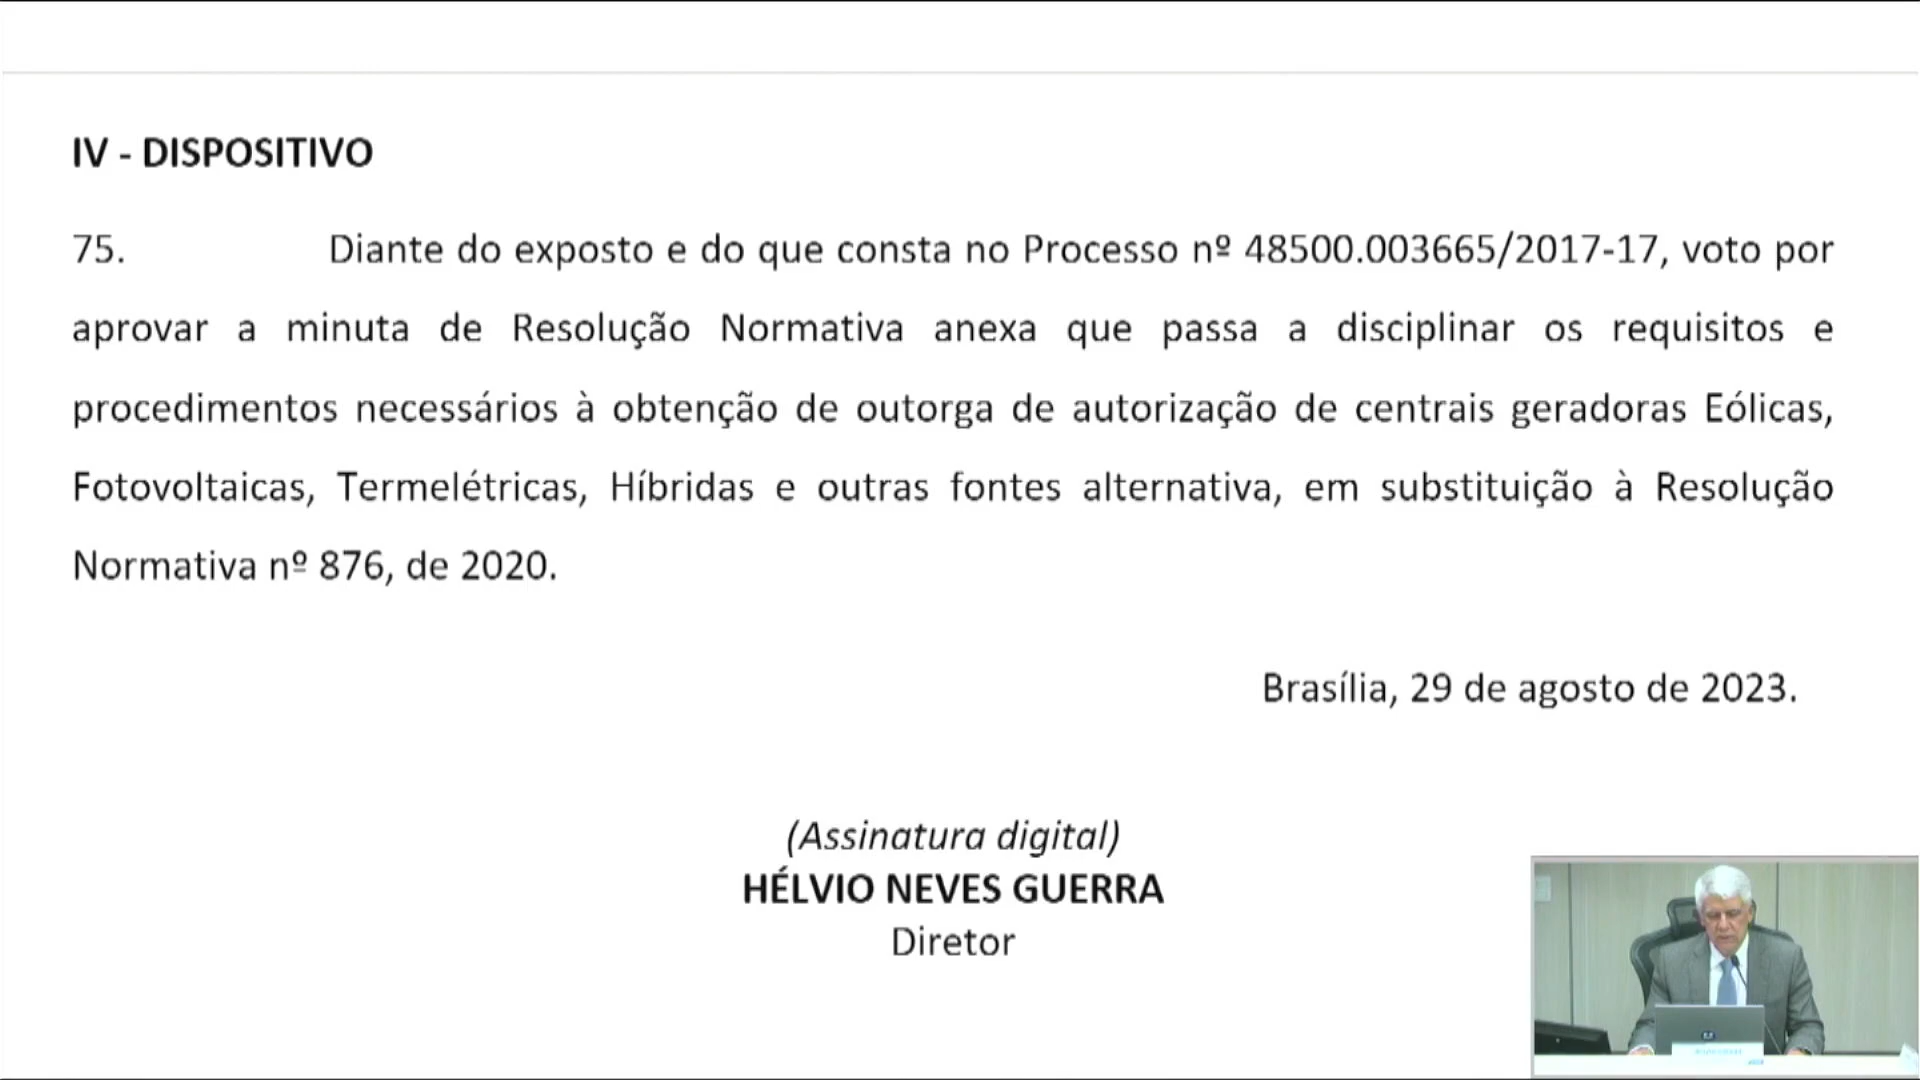 IV - DISPOSITIVO
75. Diante do exposto e do que consta no Processo nº 48500.003665/2017-17, voto por
aprovar a minuta de Resolução Normativa anexa que passa a disciplinar os requisitos e
procedimentos necessários à obtenção de outorga de autorização de centrais geradoras Eólicas,
Fotovoltaicas, Termelétricas, Híbridas e outras fontes alternativa, em substituição à Resolução
Normativa nº 876, de 2020.
Brasília, 29 de agosto de 2023.
(Assinatura digital)
HÉLVIO NEVES GUERRA
Diretor